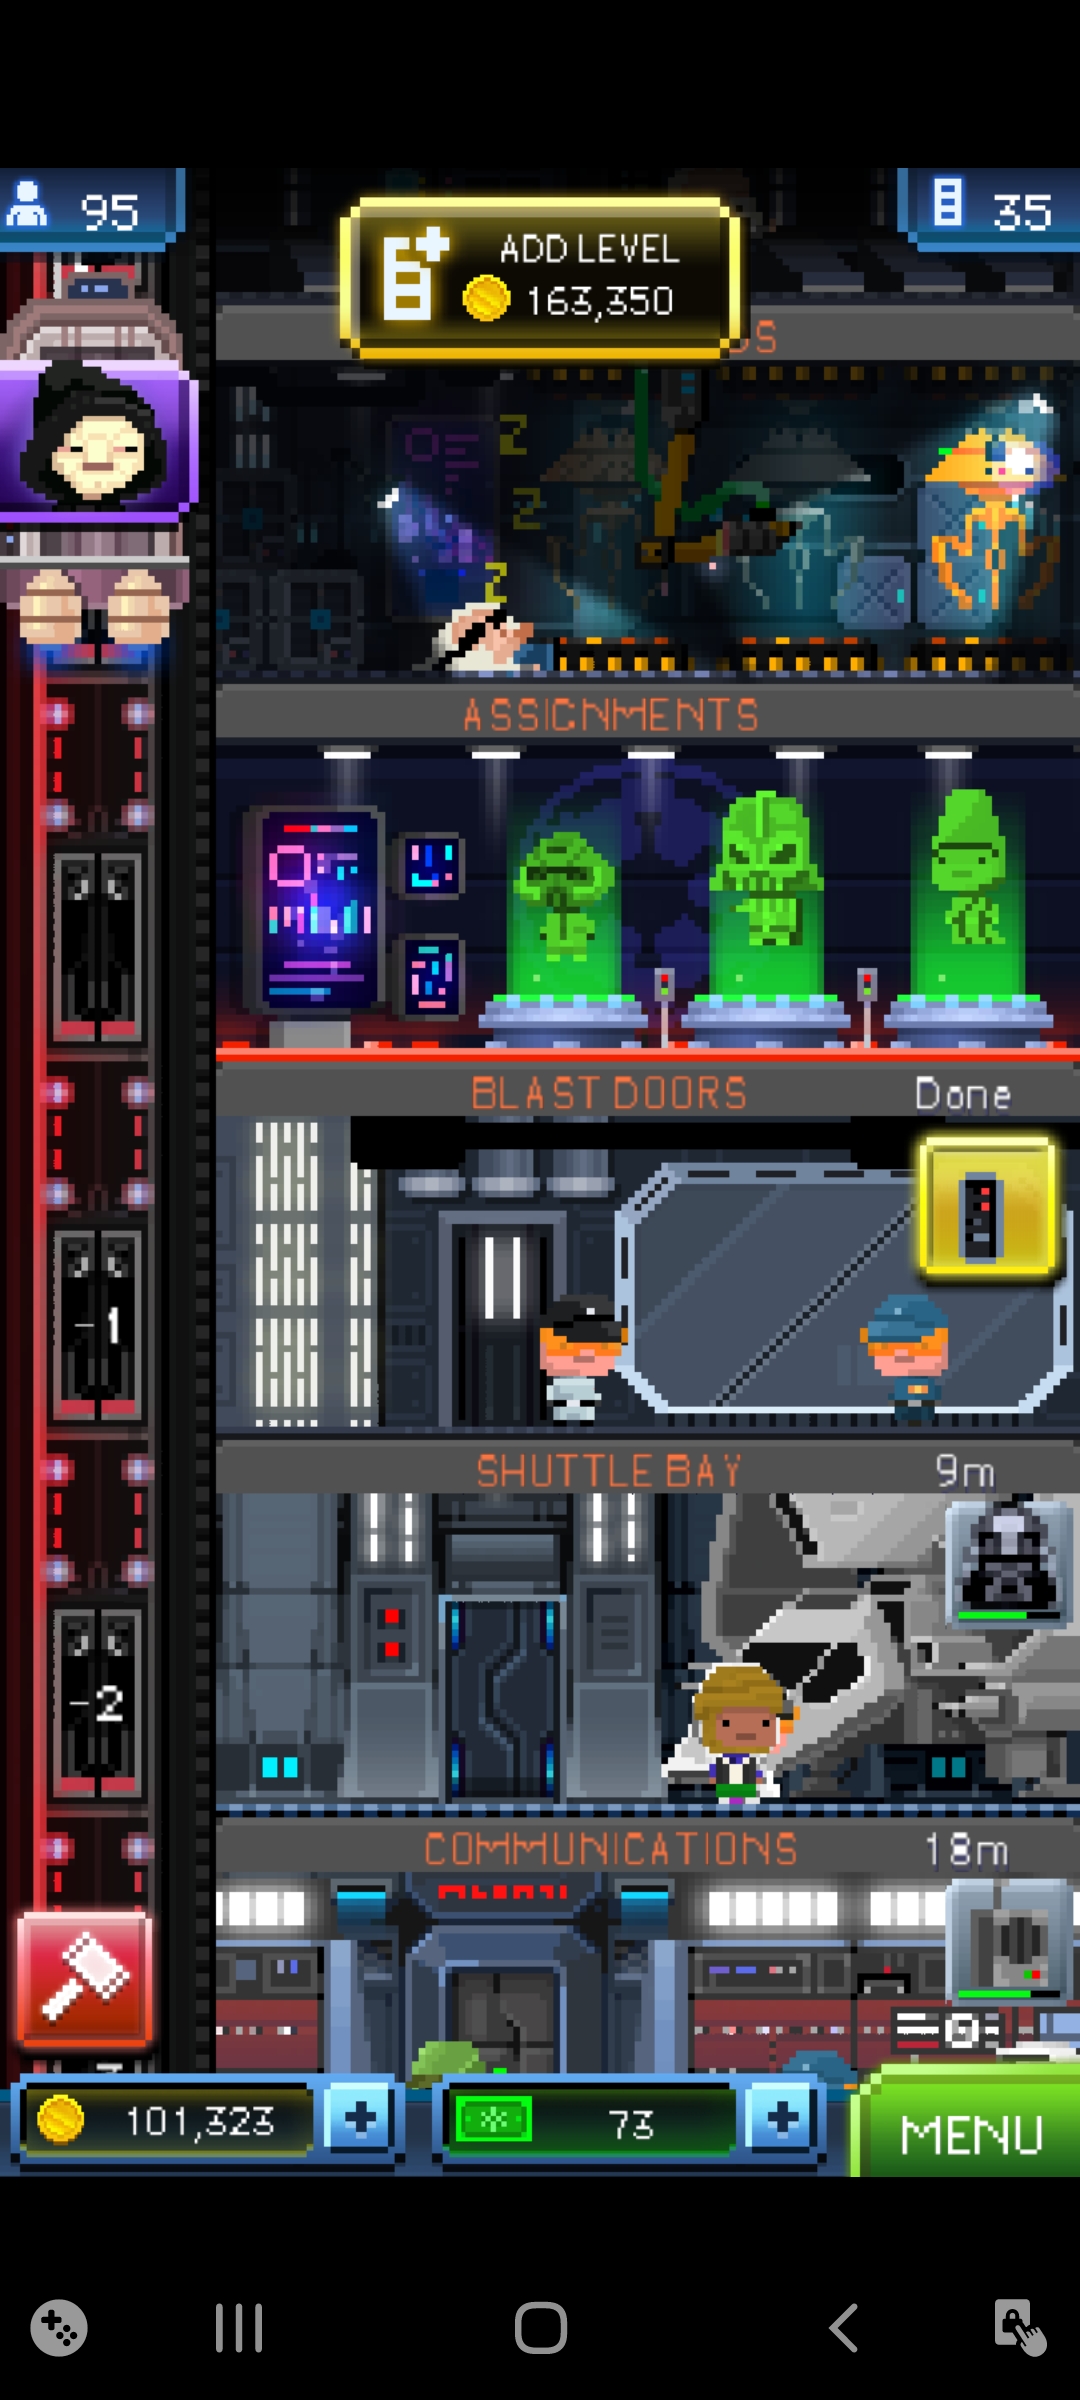 95
35
ADD LEVEL
163,350
Z
Z
Z
ASSIGNMENTS
BLAST DOORS
Done
-1
SHUTTLE BAY
9m
-2
COMMUNICATIONS
18m
101,323
73
MENU